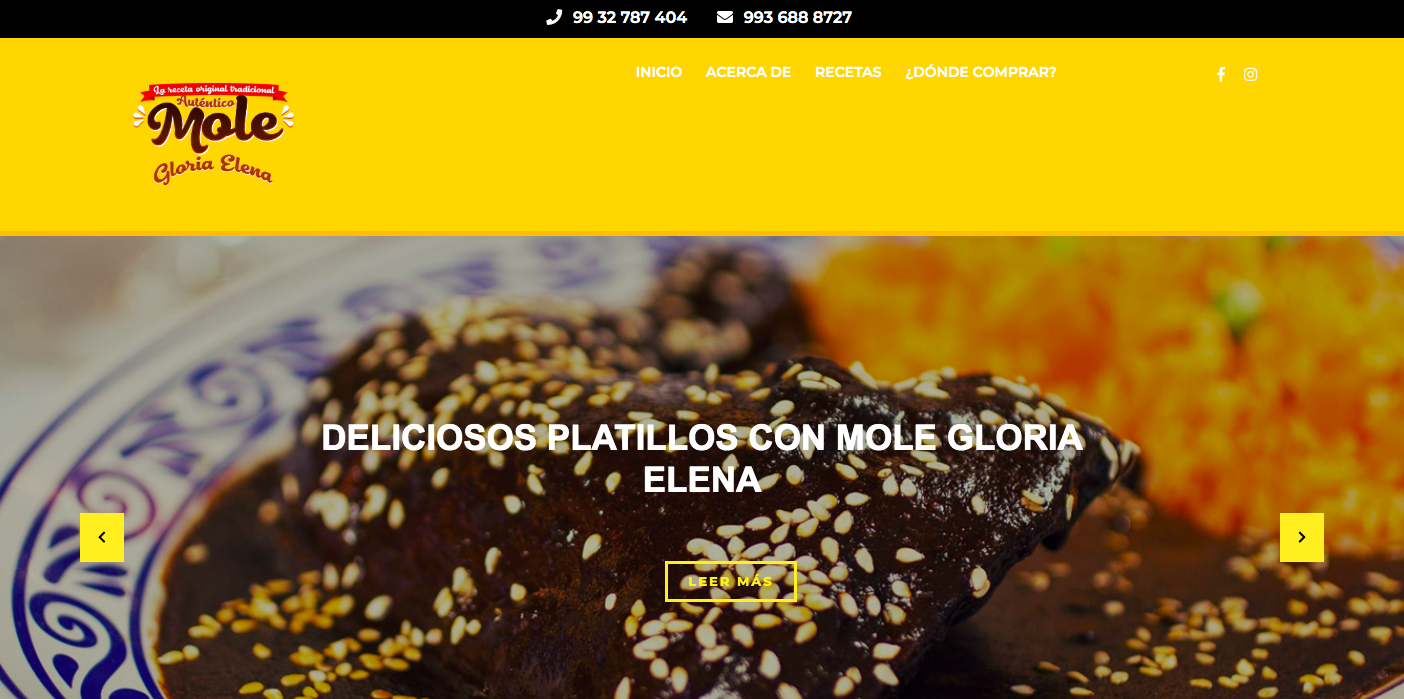 99 32 787 404 993 688 8727
INICIO ACERCA DE RECETAS ¿DÓNDE COMPRAR?
La receta original tradicional
Auténtico
Mole
Gloria Elena
DELICIOSOS PLATILLOS CON MOLE GLORIA
ELENA
LEER MÁS